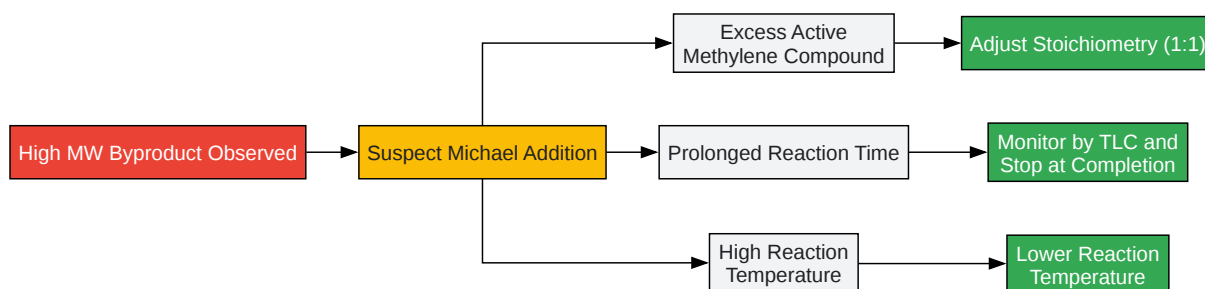 High MW Byproduct Observed
Suspect Michael Addition
Excess Active
Methylene Compound
Adjust Stoichiometry (1:1)
Prolonged Reaction Time
Monitor by TLC and
Stop at Completion
High Reaction
Temperature
Lower Reaction
Temperature